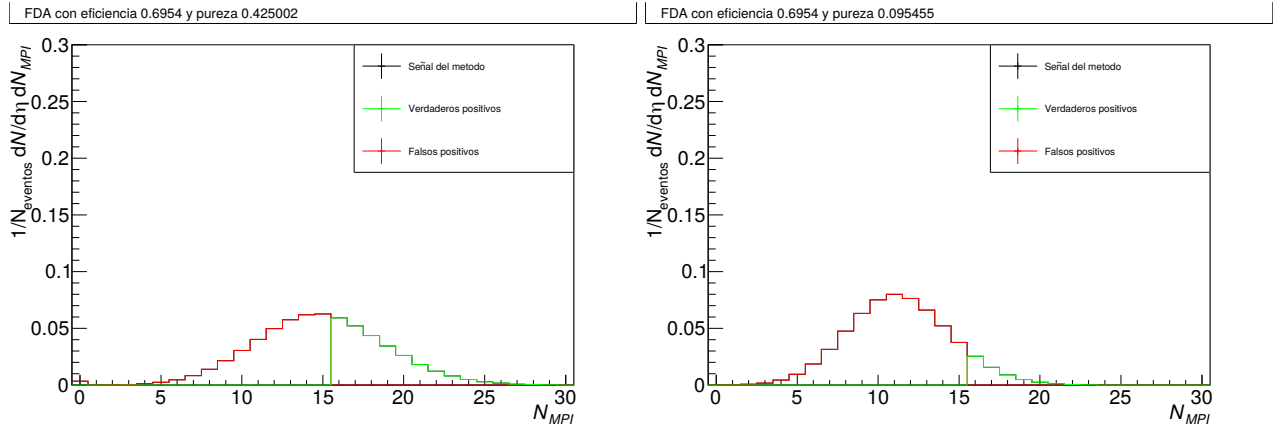 FDA con eficiencia 0.6954 y pureza 0.425002
1/N_eventos dN/dη dN_MPI
0.3
0.25
0.2
0.15
0.1
0.05
0
Señal del metodo
Verdaderos positivos
Falsos positivos
0 5 10 15 20 25 30
N_MPI
FDA con eficiencia 0.6954 y pureza 0.095455
1/N_eventos dN/dη dN_MPI
0.3
0.25
0.2
0.15
0.1
0.05
0
Señal del metodo
Verdaderos positivos
Falsos positivos
0 5 10 15 20 25 30
N_MPI